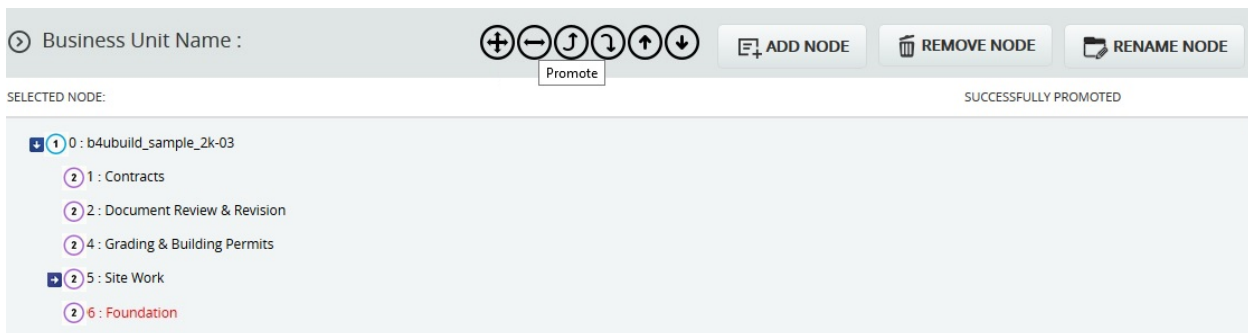 Business Unit Name :
ADD NODE
REMOVE NODE
RENAME NODE
Promote
SELECTED NODE:
SUCCESSFULLY PROMOTED
1 0 : b4ubuild_sample_2k-03
2 1 : Contracts
2 2 : Document Review & Revision
2 4 : Grading & Building Permits
2 5 : Site Work
2 6 : Foundation